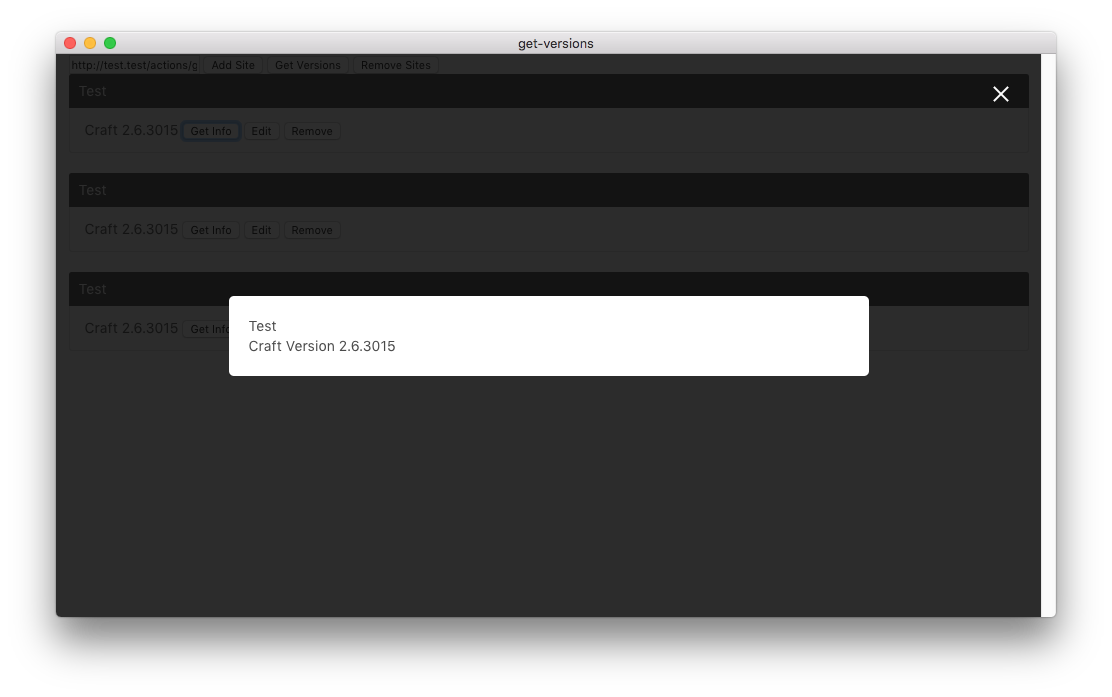 get-versions
http://test.test/actions/g Add Site Get Versions Remove Sites
Test
Craft 2.6.3015 Get Info Edit Remove
Test
Craft 2.6.3015 Get Info Edit Remove
Test
Craft 2.6.3015 Get Info
Test
Craft Version 2.6.3015